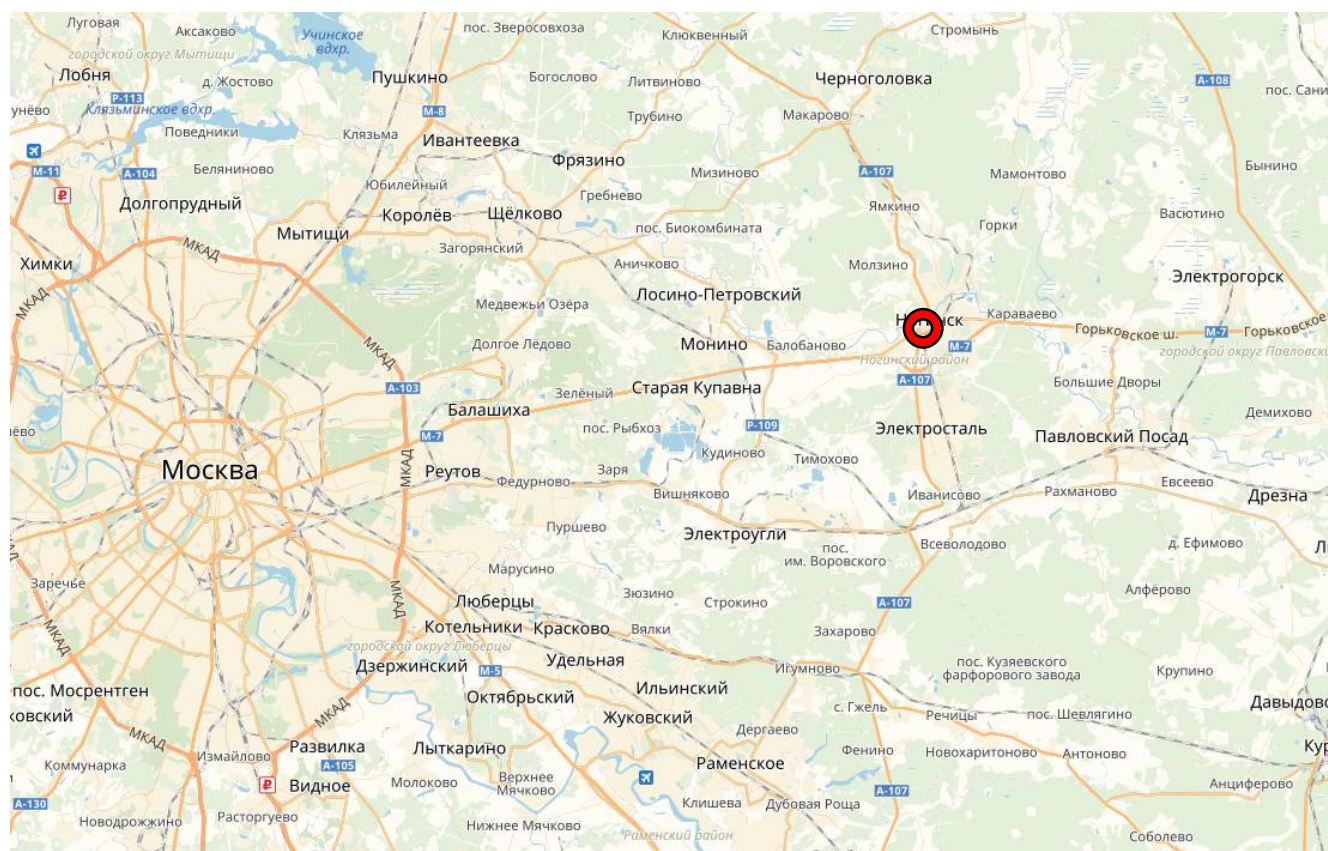 Луговая
Аксаково
Учинское
вдхр.
пос. Зверосовхоза
Клюквенный
Стромынь
городской округ Мытищи
Лобня
д. Жостово
Пушкино
Богослово
Литвиново
Черноголовка
А-108
пос. Сани
Р-113
унёво
Клязьминское вдхр.
М-8
Трубино
Макарово
Поведники
Клязьма
Ивантеевка
М-11
А-104
Беляниново
Фрязино
Мизиново
А-107
Мамонтово
Бынино
Юбилейный
Гребнево
Долгопрудный
Королёв
Щёлково
Ямкино
Васютино
Мытищи
МКАД
Загорянский
пос. Биокомбината
Горки
Химки
Аничково
Молзино
Электрогорск
МКАД
Медвежьи Озёра
Лосино-Петровский
Караваево
Горьковское ш.
М-7
Горьковское
МКАД
Долгое Лёдово
Монино
Балобаново
М-7
городской округ Павловски
Ногинский район
А-103
Зелёный
Старая Купавна
А-107
Большие Дворы
Балашиха
Демихово
ёво
М-7
пос. Рыбхоз
Р-109
Электросталь
Павловский Посад
Москва
МКАД
Реутов
Федурново
Заря
Кудиново
Тимохово
Евсеево
Вишняково
Иванисово
Рахманово
Дрезна
Пуршево
Электроугли
Всеволодово
д. Ефимово
пос.
им. Воровского
Заречье
Марусино
МКАД
Люберцы
Зюзино
Строкино
А-107
Алфёрово
МКАД
Котельники
Красково
Вялки
Захарово
городской округ Люберцы
Дзержинский
М-5
Удельная
Игумново
пос. Кузяевского
фарфорового завода
Крупино
пос. Мосрентген
Октябрьский
Ильинский
ховский
МКАД
Жуковский
с. Гжель
Речицы
пос. Шевлягино
Давыдово
МКАД
Измайлово
Развилка
Лыткарино
Дергаево
Фенино
Новохаритоново
Антоново
Кур
Коммунарка
А-105
Видное
Молоково
Верхнее
Мячково
Раменское
А-107
Анциферово
А-130
Новодрожжино
Расторгуево
Клишева
Дубовая Роща
Нижнее Мячково
Раменский район
Соболево